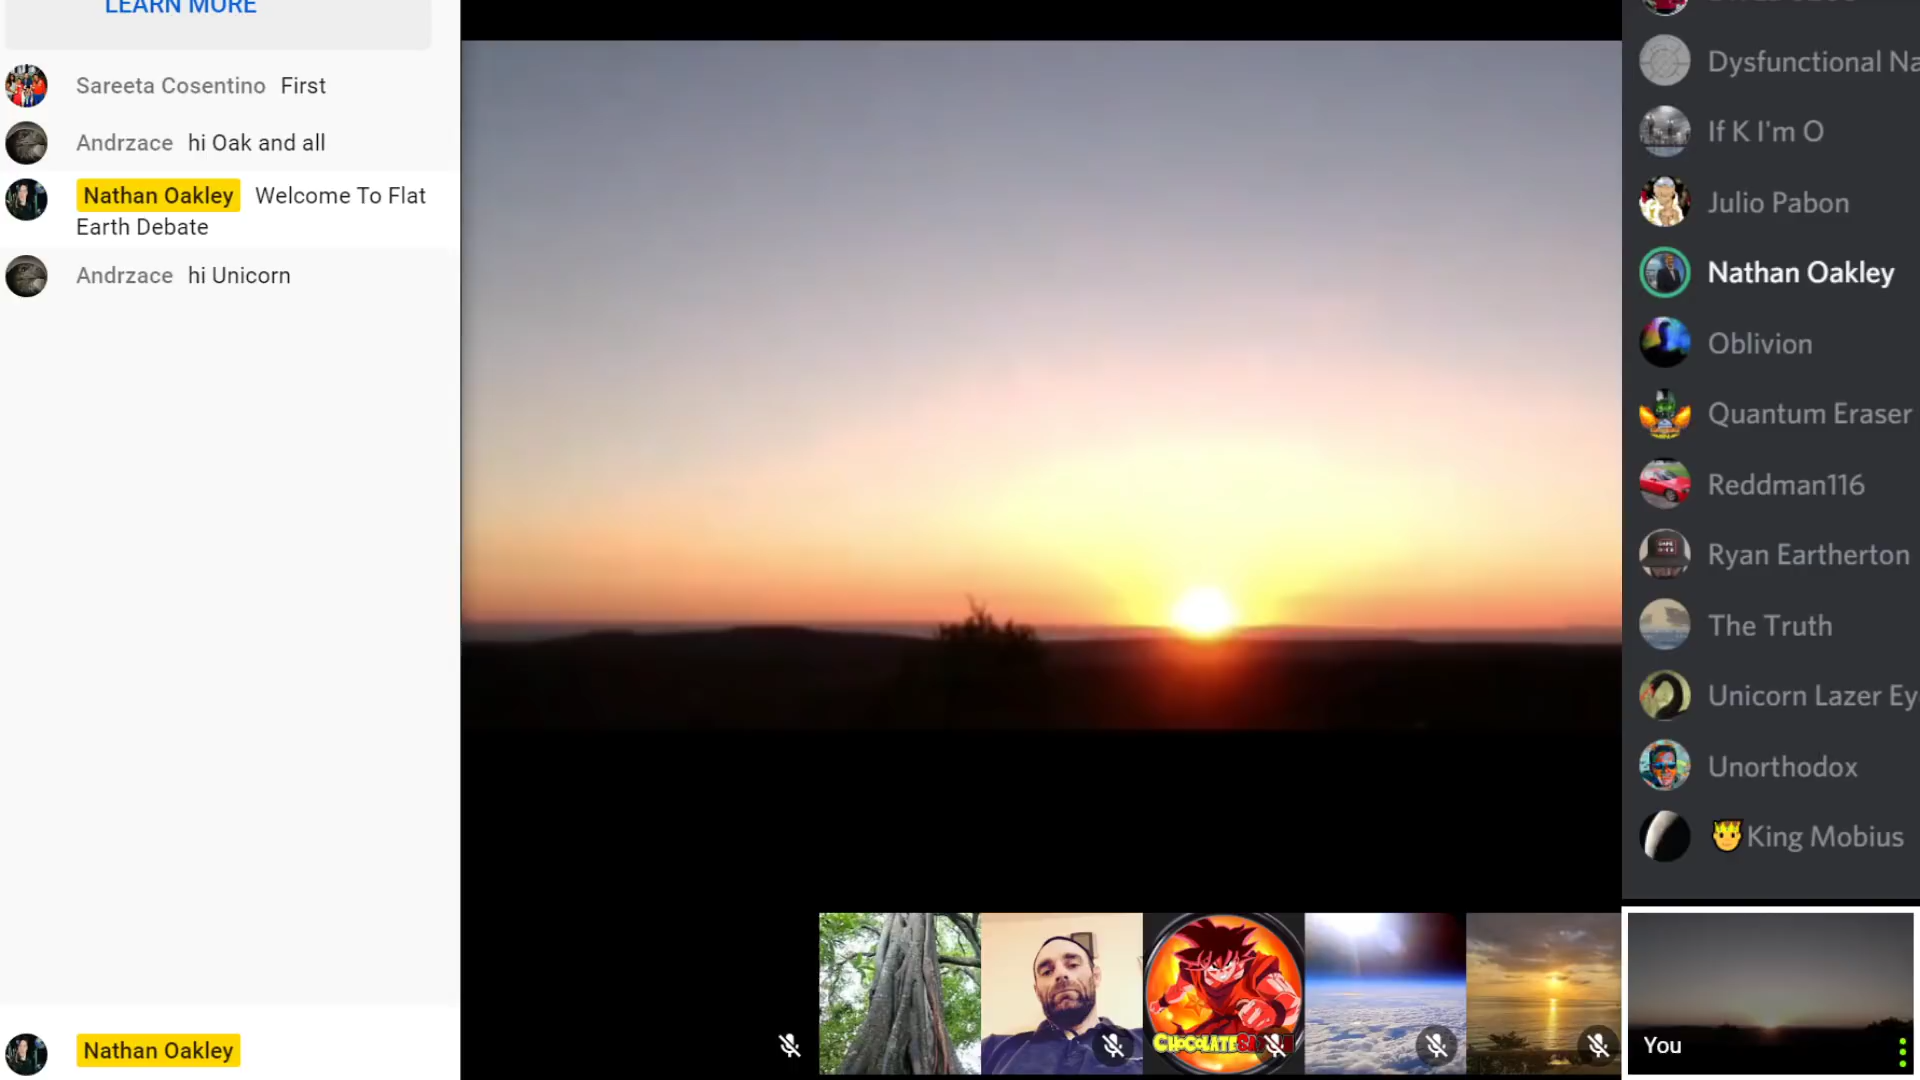 LEARN MORE
Sareeta Cosentino First
Andrzace hi Oak and all
Nathan Oakley Welcome To Flat
Earth Debate
Andrzace hi Unicorn
Nathan Oakley
Dysfunctional Na
If K I'm O
Julio Pabon
Nathan Oakley
Oblivion
Quantum Eraser
Reddman116
Ryan Eartherton
The Truth
Unicorn Lazer Ey
Unorthodox
King Mobius
You